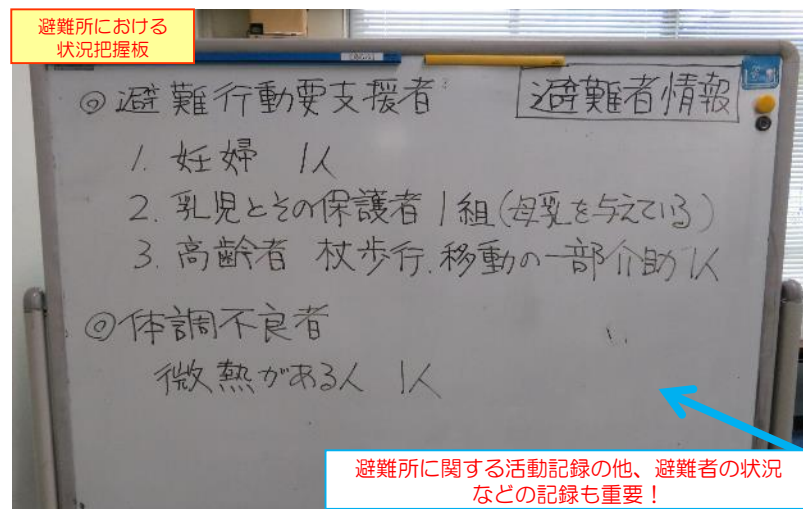 避難所における
状況把握板
避難者情報
◎避難行動要支援者
1. 妊婦 1人
2. 乳児とその保護者 1組(母乳を与えている)
3. 高齢者 杖歩行.移動の一部介助 1人
◎体調不良者
微熱がある人 1人
避難所に関する活動記録の他、避難者の状況
などの記録も重要！